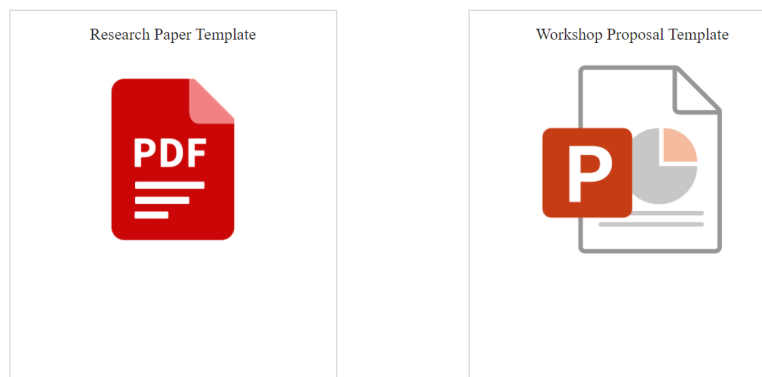 Research Paper Template
PDF
Workshop Proposal Template
P